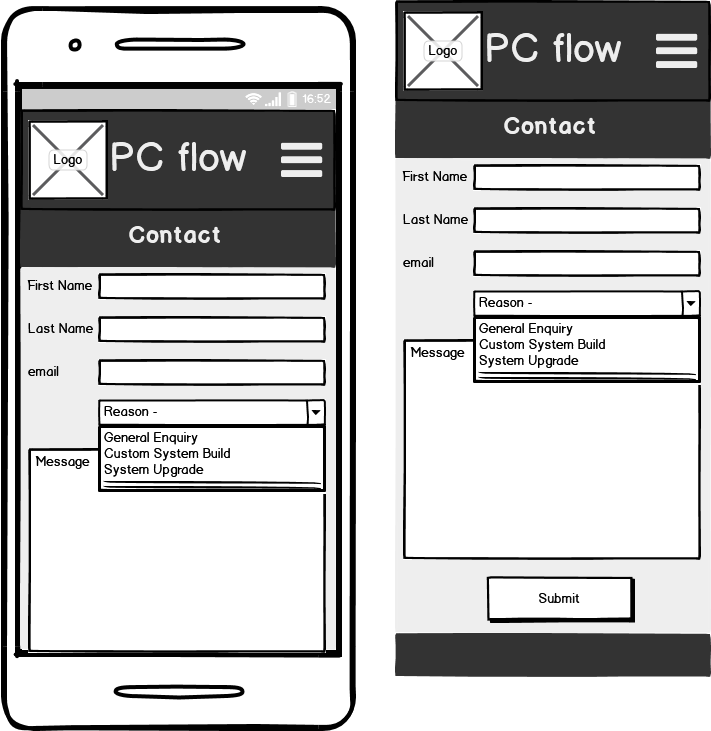 16:52
Logo
PC flow
Contact
First Name
Last Name
email
Reason -
General Enquiry
Custom System Build
System Upgrade
Message
Logo
PC flow
Contact
First Name
Last Name
email
Reason -
General Enquiry
Custom System Build
System Upgrade
Message
Submit